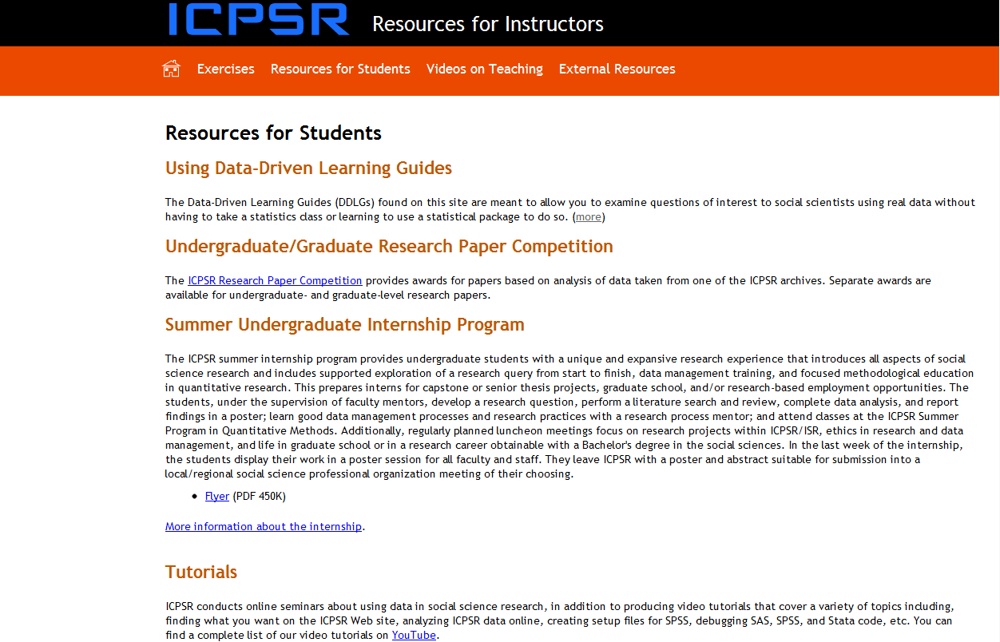 ICPSR Resources for Instructors
Exercises Resources for Students Videos on Teaching External Resources
Resources for Students
Using Data-Driven Learning Guides
The Data-Driven Learning Guides (DDLGs) found on this site are meant to allow you to examine questions of interest to social scientists using real data without
having to take a statistics class or learning to use a statistical package to do so. (more)
Undergraduate/Graduate Research Paper Competition
The ICPSR Research Paper Competition provides awards for papers based on analysis of data taken from one of the ICPSR archives. Separate awards are
available for undergraduate- and graduate-level research papers.
Summer Undergraduate Internship Program
The ICPSR summer internship program provides undergraduate students with a unique and expansive research experience that introduces all aspects of social
science research and includes supported exploration of a research query from start to finish, data management training, and focused methodological education
in quantitative research. This prepares interns for capstone or senior thesis projects, graduate school, and/or research-based employment opportunities. The
students, under the supervision of faculty mentors, develop a research question, perform a literature search and review, complete data analysis, and report
findings in a poster; learn good data management processes and research practices with a research process mentor; and attend classes at the ICPSR Summer
Program in Quantitative Methods. Additionally, regularly planned luncheon meetings focus on research projects within ICPSR/ISR, ethics in research and data
management, and life in graduate school or in a research career obtainable with a Bachelor's degree in the social sciences. In the last week of the internship,
the students display their work in a poster session for all faculty and staff. They leave ICPSR with a poster and abstract suitable for submission into a
local/regional social science professional organization meeting of their choosing.
• Flyer (PDF 450K)
More information about the internship.
Tutorials
ICPSR conducts online seminars about using data in social science research, in addition to producing video tutorials that cover a variety of topics including,
finding what you want on the ICPSR Web site, analyzing ICPSR data online, creating setup files for SPSS, debugging SAS, SPSS, and Stata code, etc. You can
find a complete list of our video tutorials on YouTube.